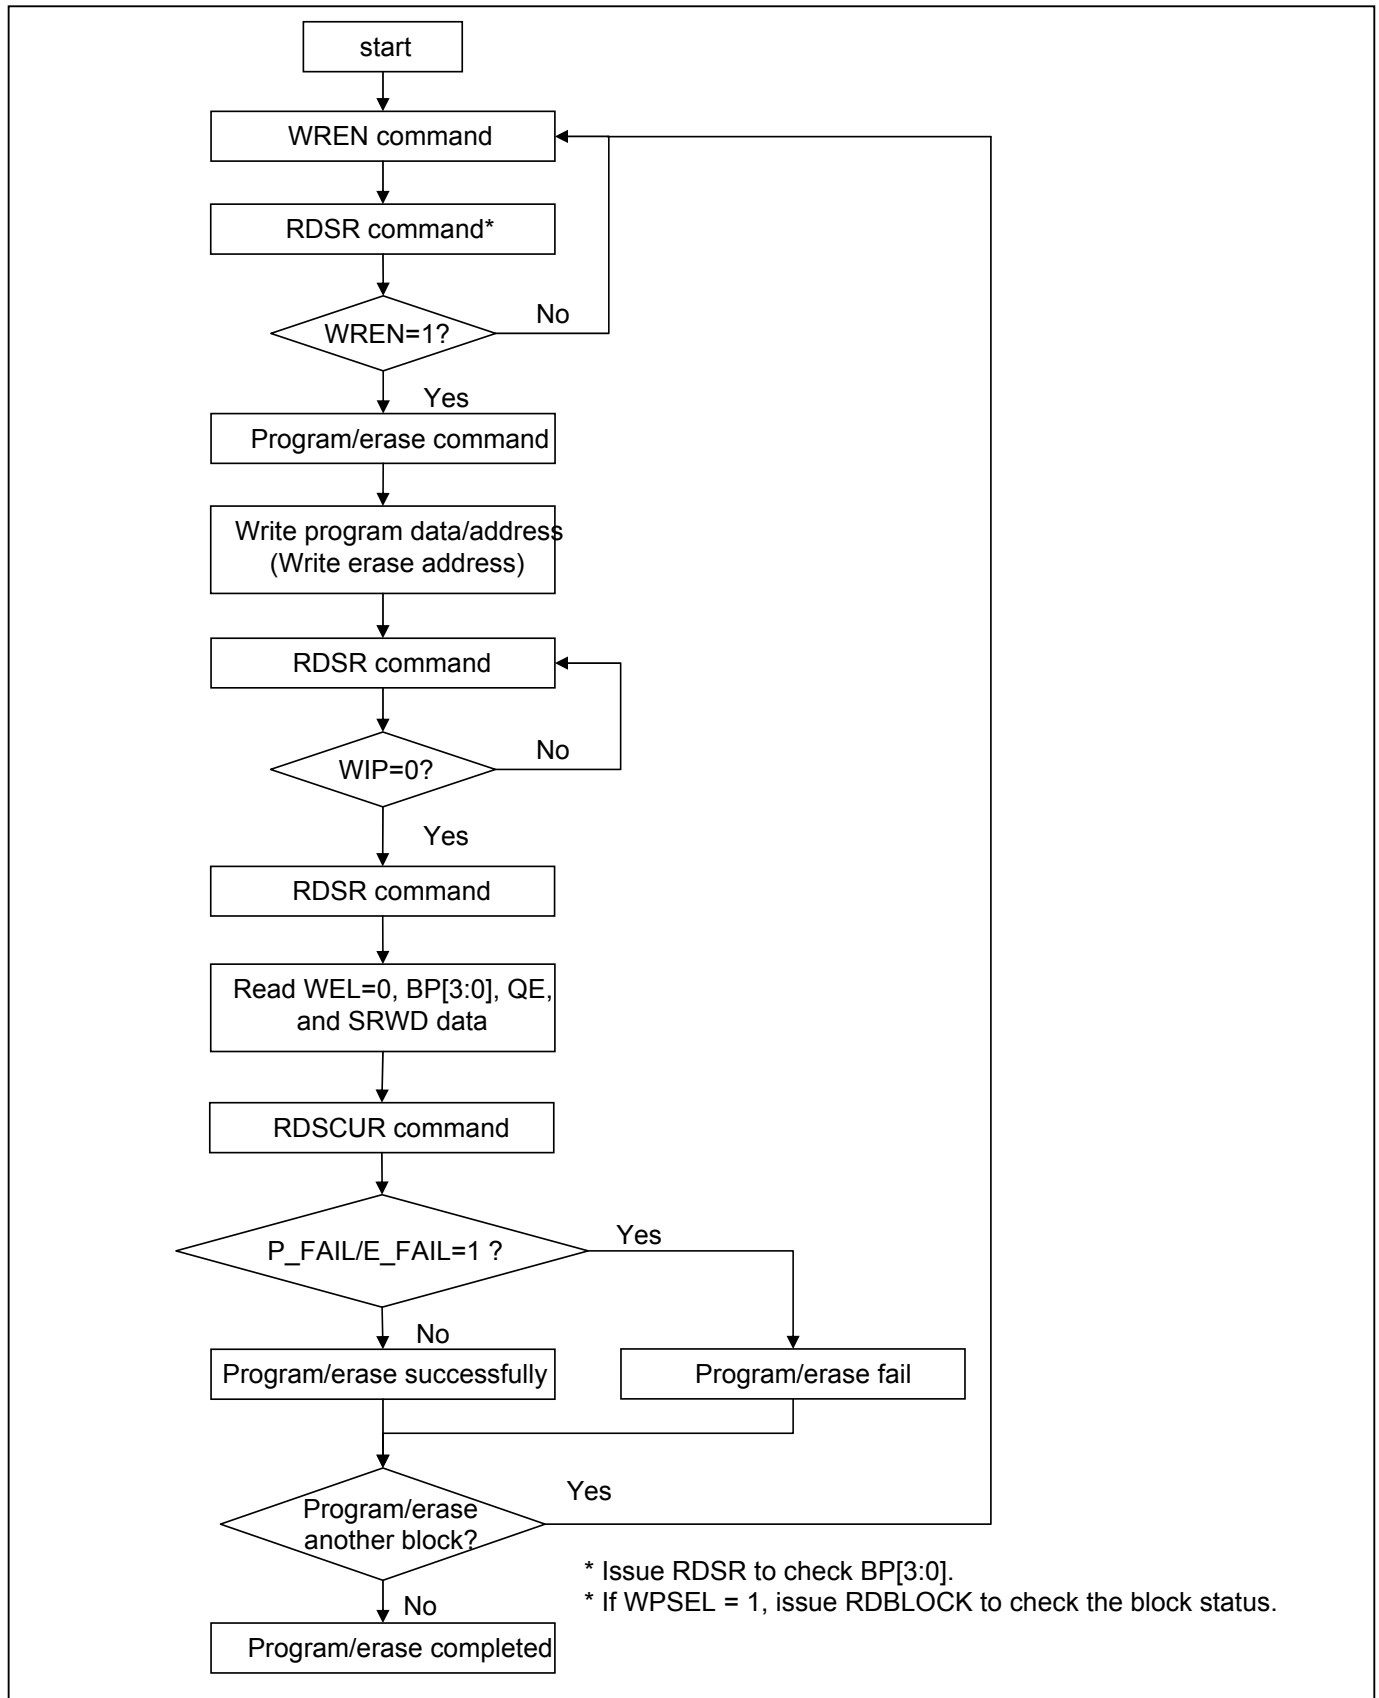 start
WREN command
RDSR command*
WREN=1?
No
Yes
Program/erase command
Write program data/address
(Write erase address)
RDSR command
WIP=0?
No
Yes
RDSR command
Read WEL=0, BP[3:0], QE,
and SRWD data
RDSCUR command
P_FAIL/E_FAIL=1 ?
Yes
No
Program/erase successfully
Program/erase fail
Program/erase
another block?
Yes
* Issue RDSR to check BP[3:0].
* If WPSEL = 1, issue RDBLOCK to check the block status.
No
Program/erase completed